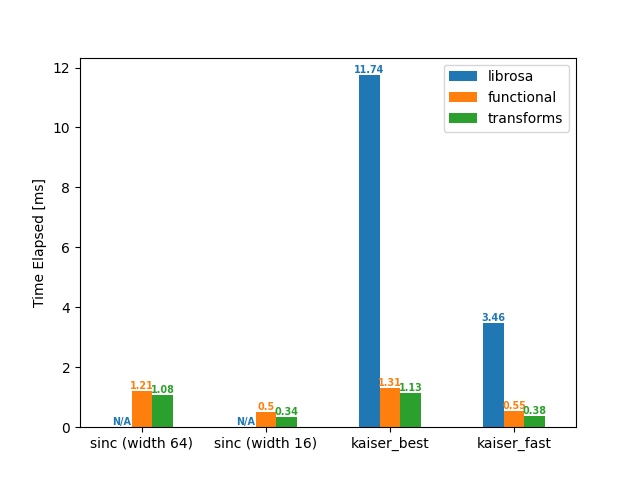 librosa
functional
transforms
Time Elapsed [ms]
12
10
8
6
4
2
0
N/A 1.21 1.08
N/A 0.5 0.34
11.74 1.31 1.13
3.46 0.55 0.38
sinc (width 64) sinc (width 16) kaiser_best kaiser_fast